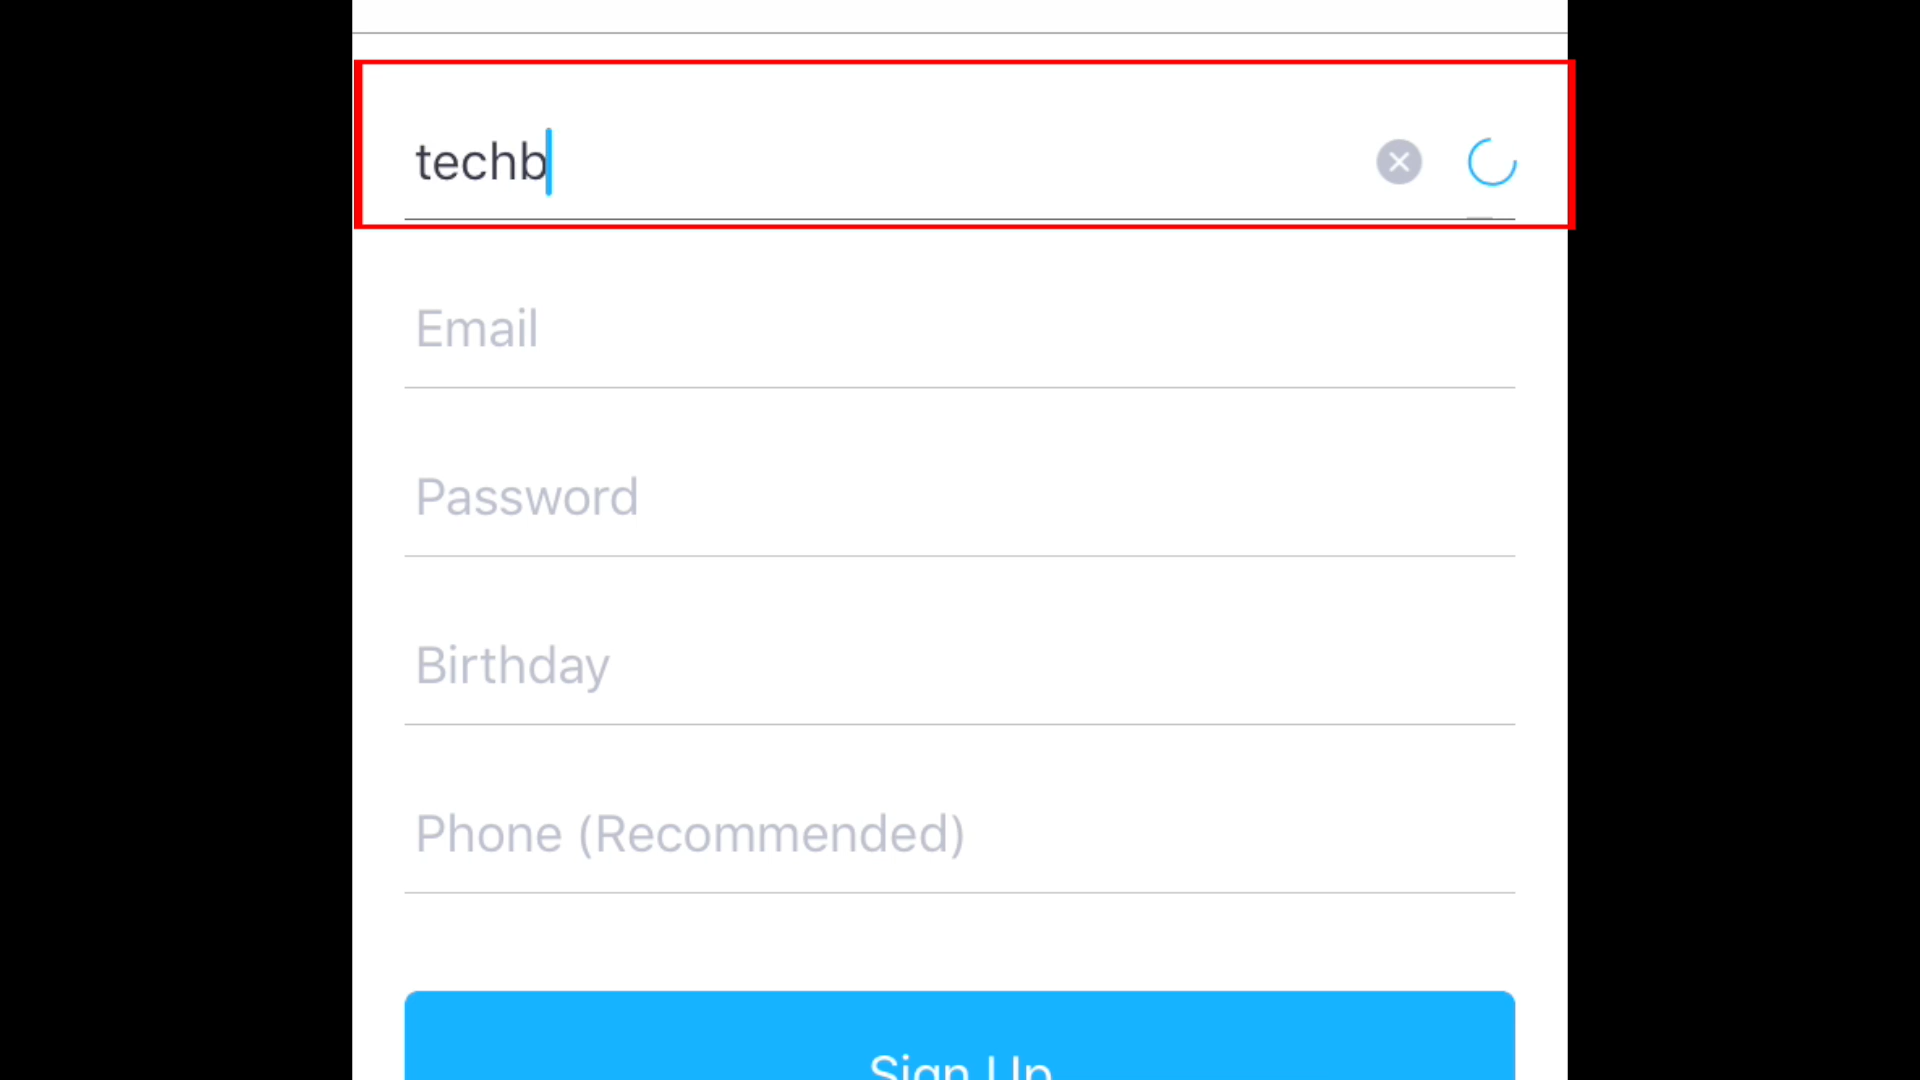 techb
Email
Password
Birthday
Phone (Recommended)
Sign Up